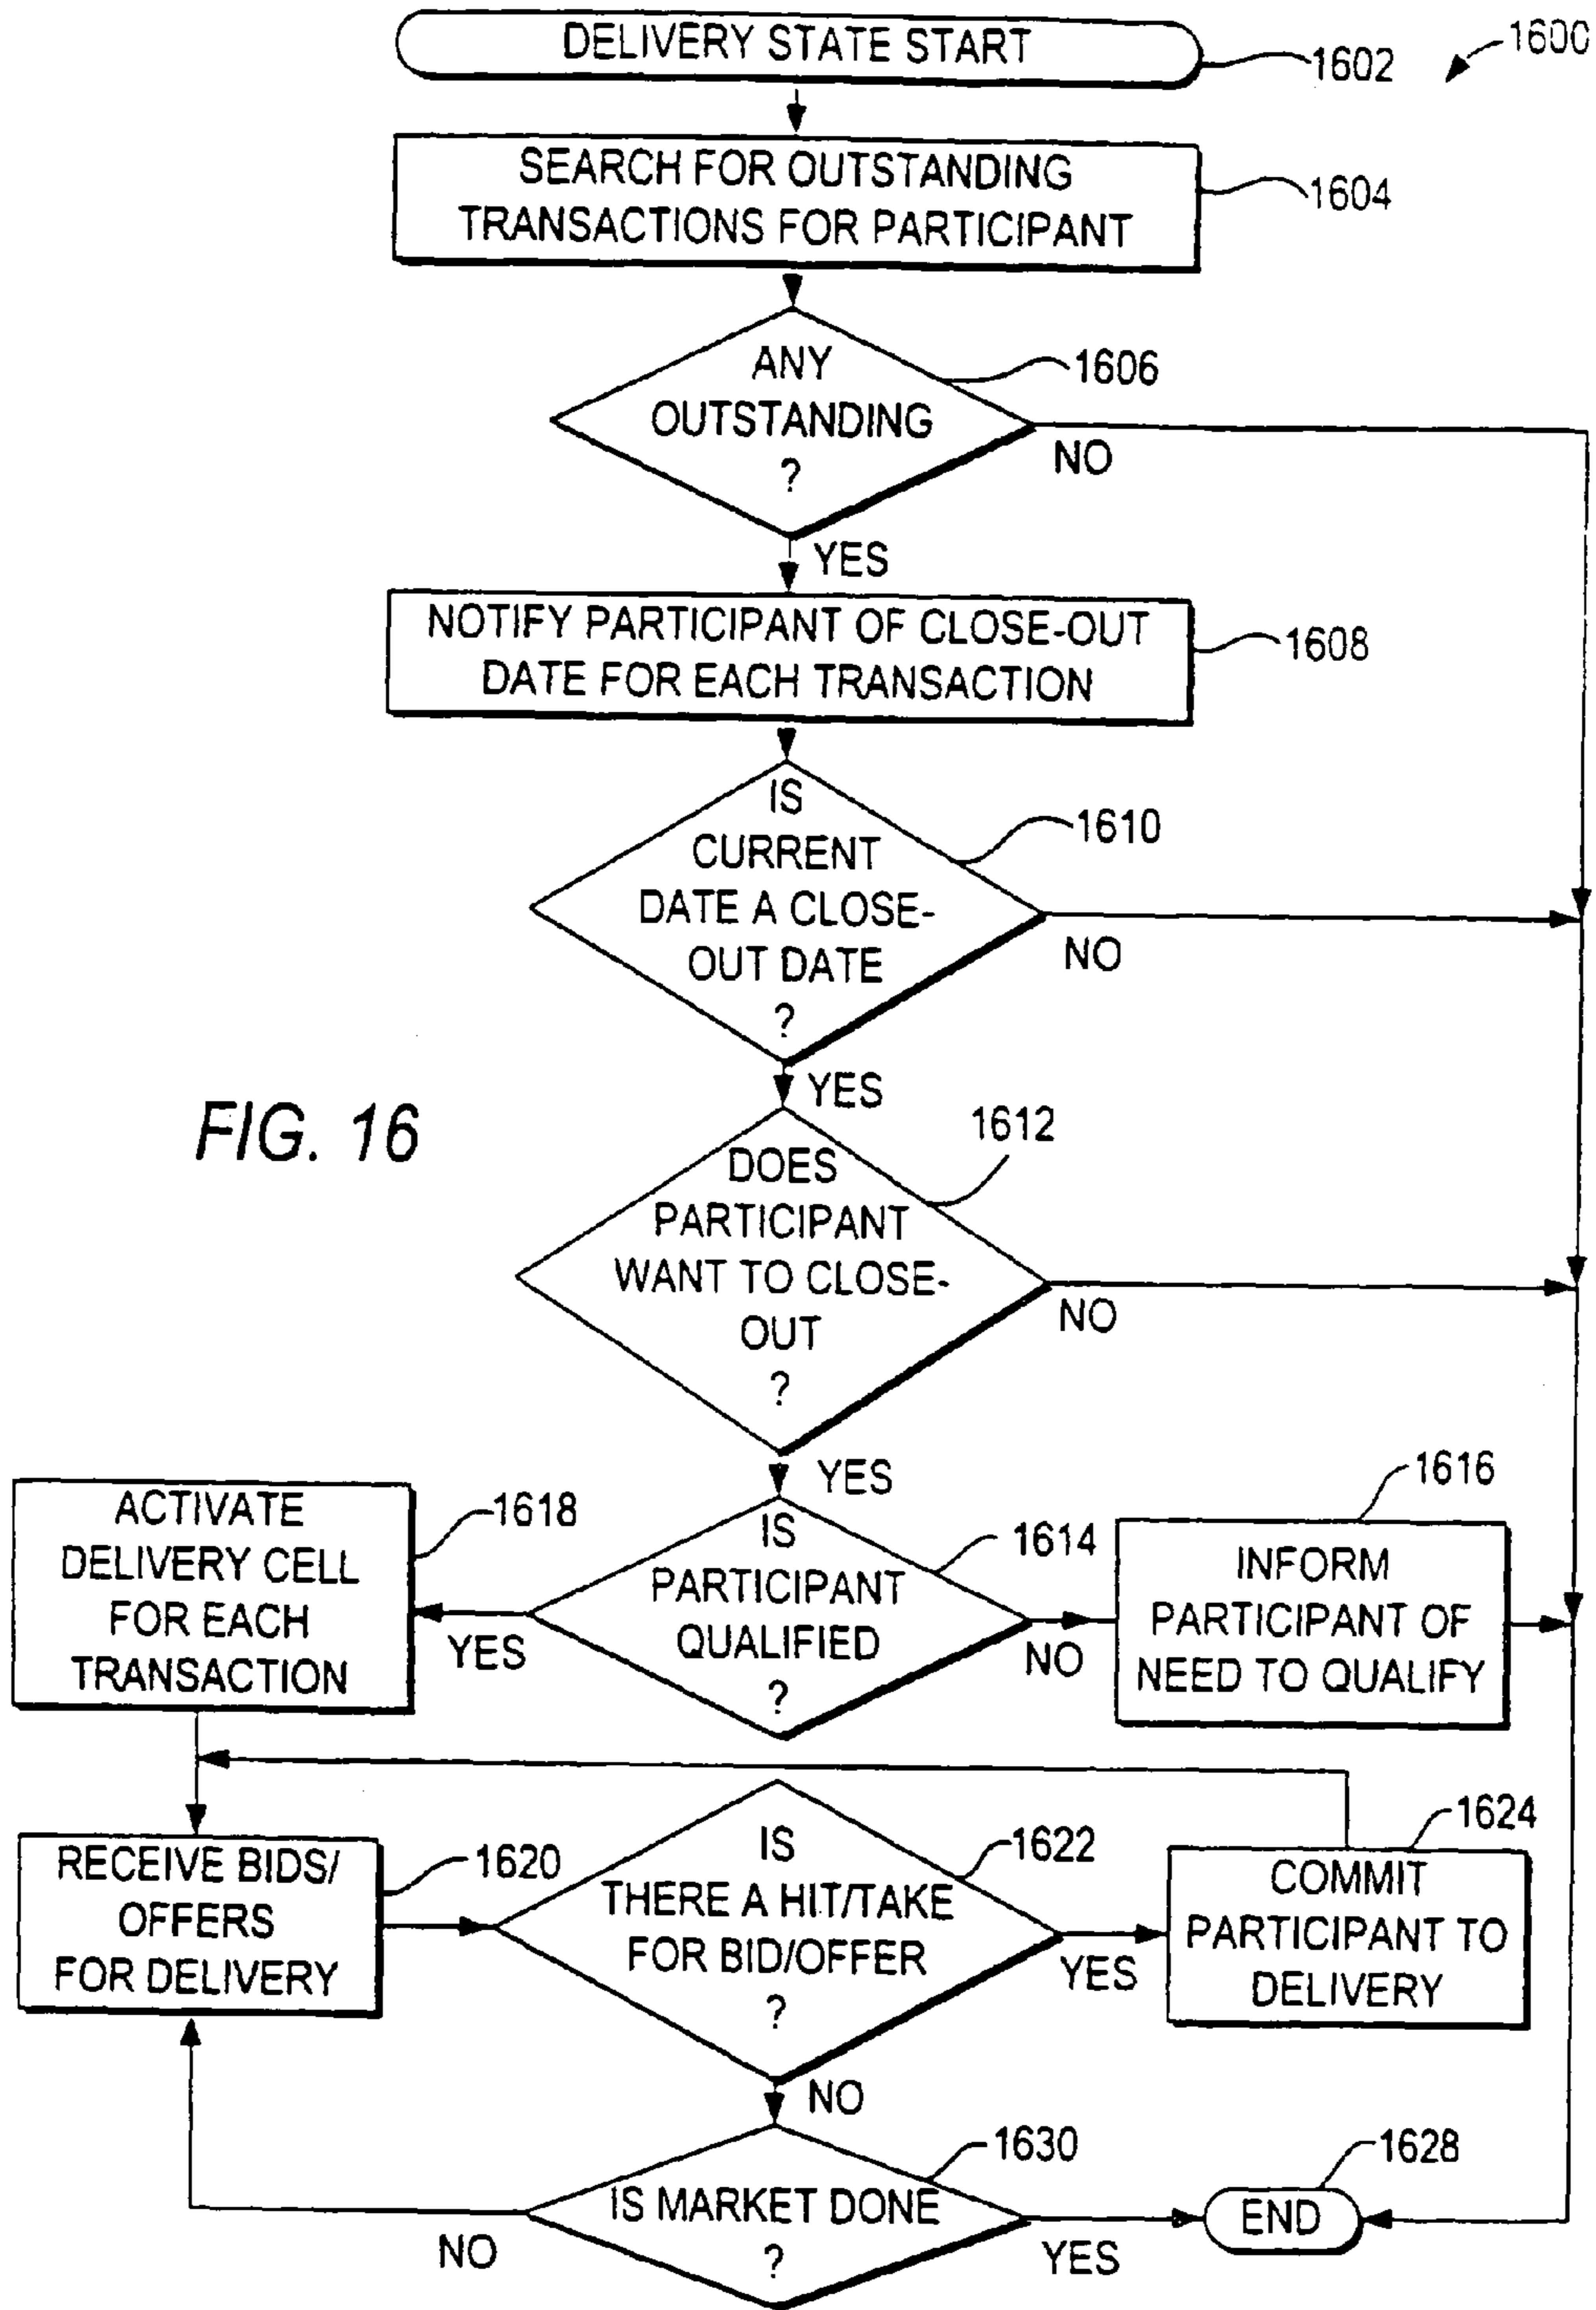 DELIVERY STATE START
1602
1600
SEARCH FOR OUTSTANDING
TRANSACTIONS FOR PARTICIPANT
1604
ANY
OUTSTANDING
?
1606
NO
YES
NOTIFY PARTICIPANT OF CLOSE-OUT
DATE FOR EACH TRANSACTION
1608
IS
CURRENT
DATE A CLOSE-
OUT DATE
?
1610
NO
YES
FIG. 16
DOES
PARTICIPANT
WANT TO CLOSE-
OUT
?
1612
NO
YES
ACTIVATE
DELIVERY CELL
FOR EACH
TRANSACTION
1618
YES
IS
PARTICIPANT
QUALIFIED
?
1614
NO
INFORM
PARTICIPANT OF
NEED TO QUALIFY
1616
RECEIVE BIDS/
OFFERS
FOR DELIVERY
1620
IS
THERE A HIT/TAKE
FOR BID/OFFER
?
1622
YES
COMMIT
PARTICIPANT TO
DELIVERY
1624
NO
IS MARKET DONE
?
1630
NO
YES
END
1628